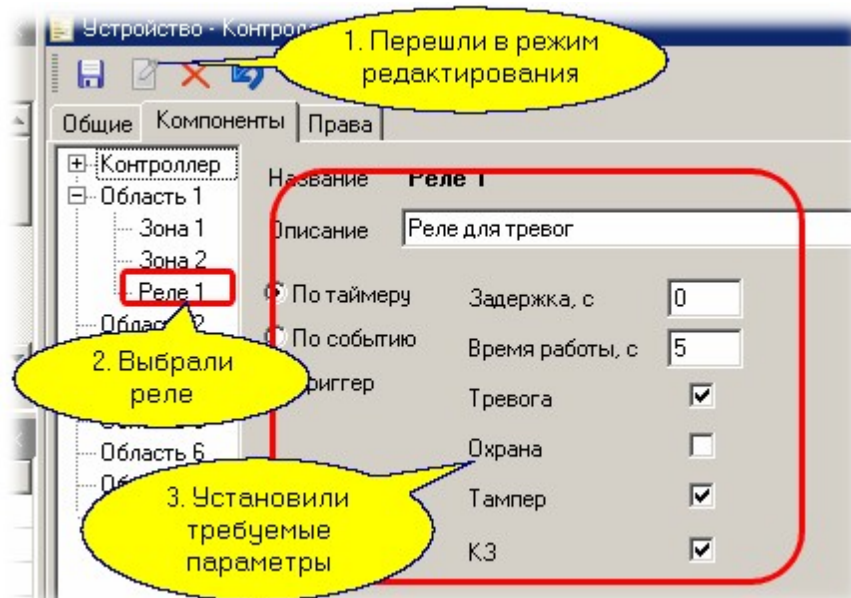 Устройство - Контрол
1. Перешли в режим
редактирования
Общие
Компоненты
Права
Контроллер
Область 1
Зона 1
Зона 2
Реле 1
2. Выбрали
реле
Область 6
3. Установили
требуемые
параметры
Название
Реле 1
Описание
Реле для тревог
По таймеру
По событию
Задержка, с
0
Время работы, с
5
Тревога
Охрана
Тампер
КЗ